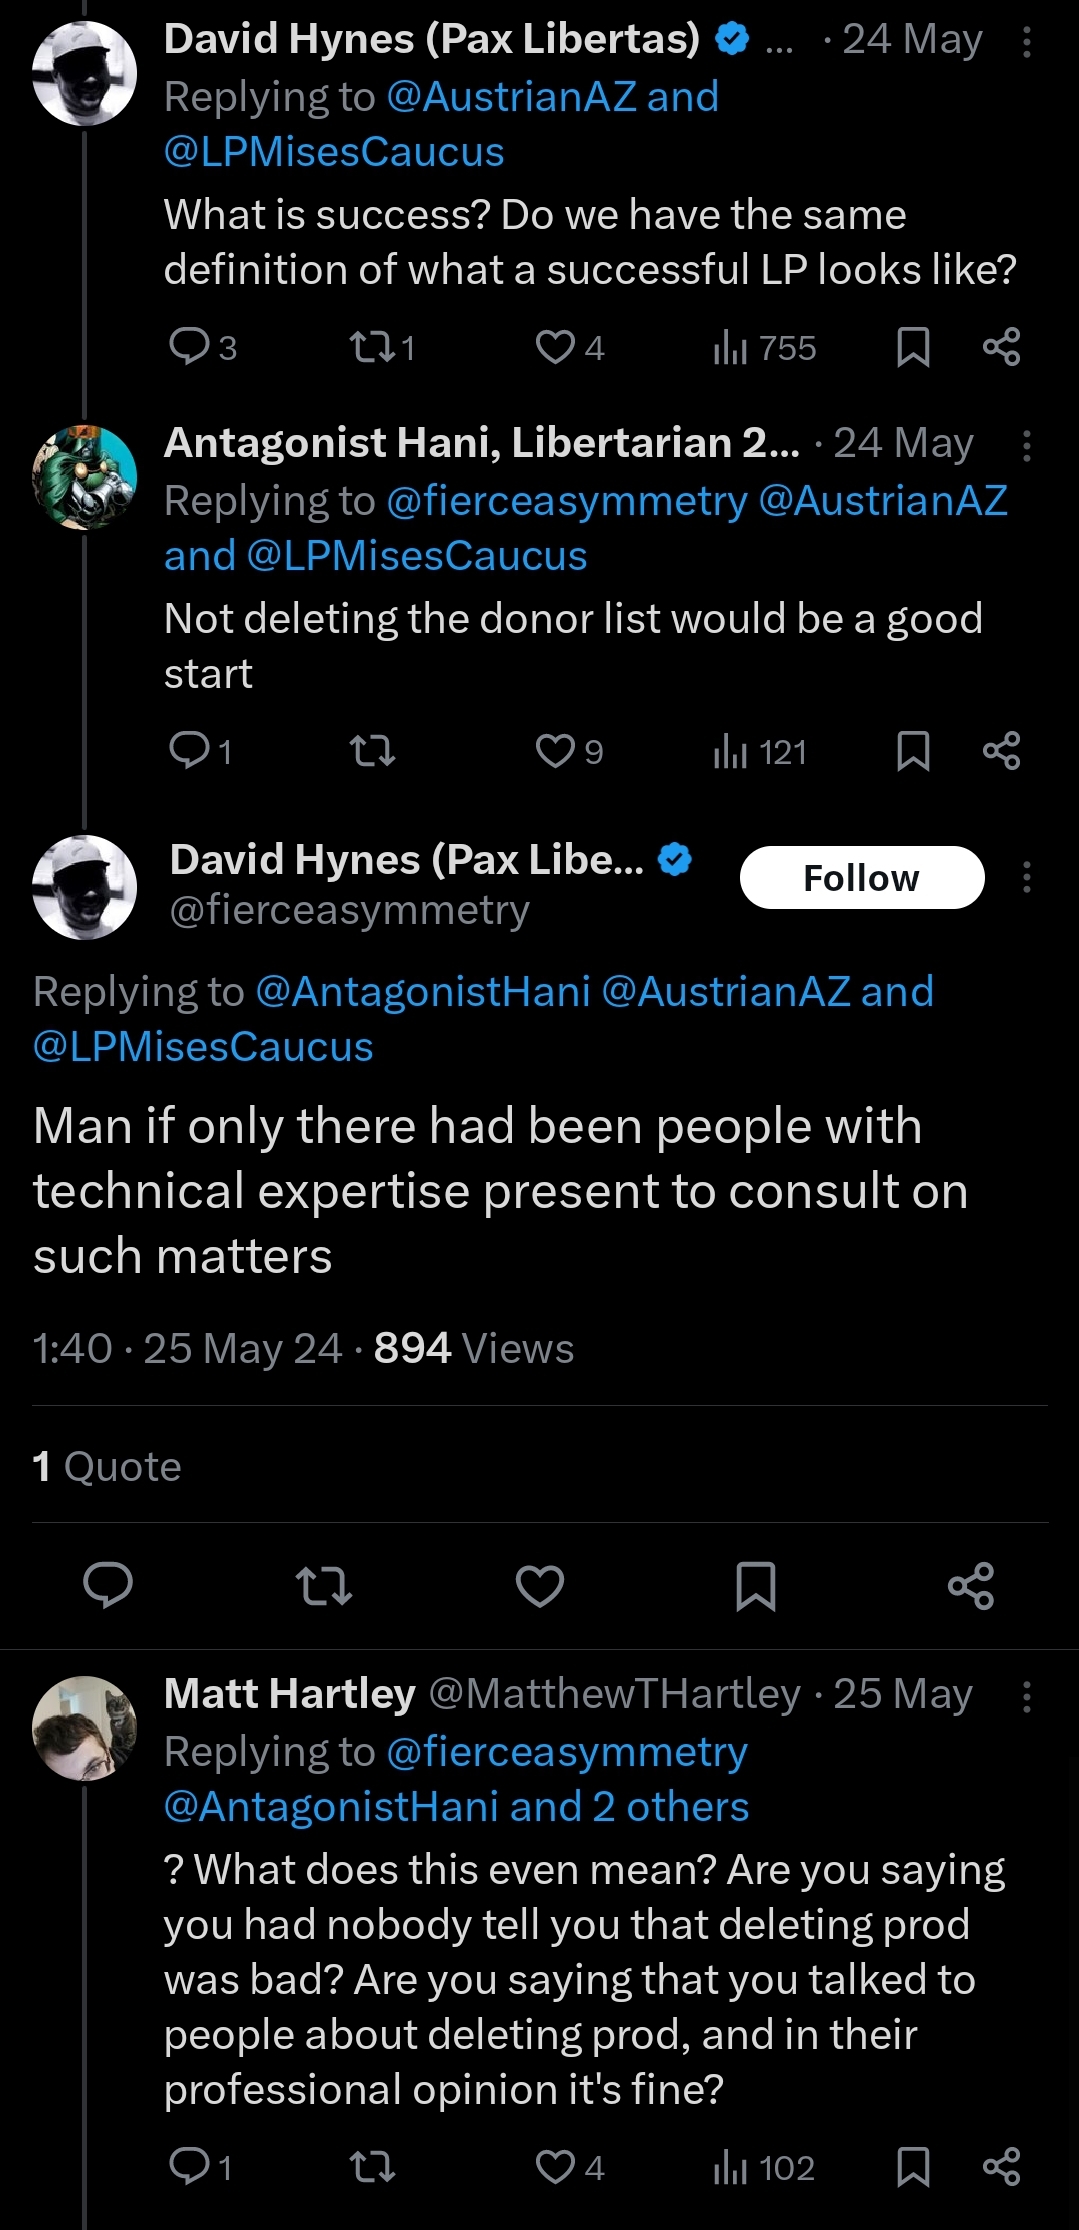 David Hynes (Pax Libertas) ... · 24 May
Replying to @AustrianAZ and
@LPMisesCaucus
What is success? Do we have the same
definition of what a successful LP looks like?
3 1 4 755
Antagonist Hani, Libertarian 2... · 24 May
Replying to @fierceasymmetry @AustrianAZ
and @LPMisesCaucus
Not deleting the donor list would be a good
start
1 9 121
David Hynes (Pax Libe...
Follow
@fierceasymmetry
Replying to @AntagonistHani @AustrianAZ and
@LPMisesCaucus
Man if only there had been people with
technical expertise present to consult on
such matters
1:40 · 25 May 24 · 894 Views
1 Quote
Matt Hartley @MatthewTHartley · 25 May
Replying to @fierceasymmetry
@AntagonistHani and 2 others
? What does this even mean? Are you saying
you had nobody tell you that deleting prod
was bad? Are you saying that you talked to
people about deleting prod, and in their
professional opinion it's fine?
1 4 102